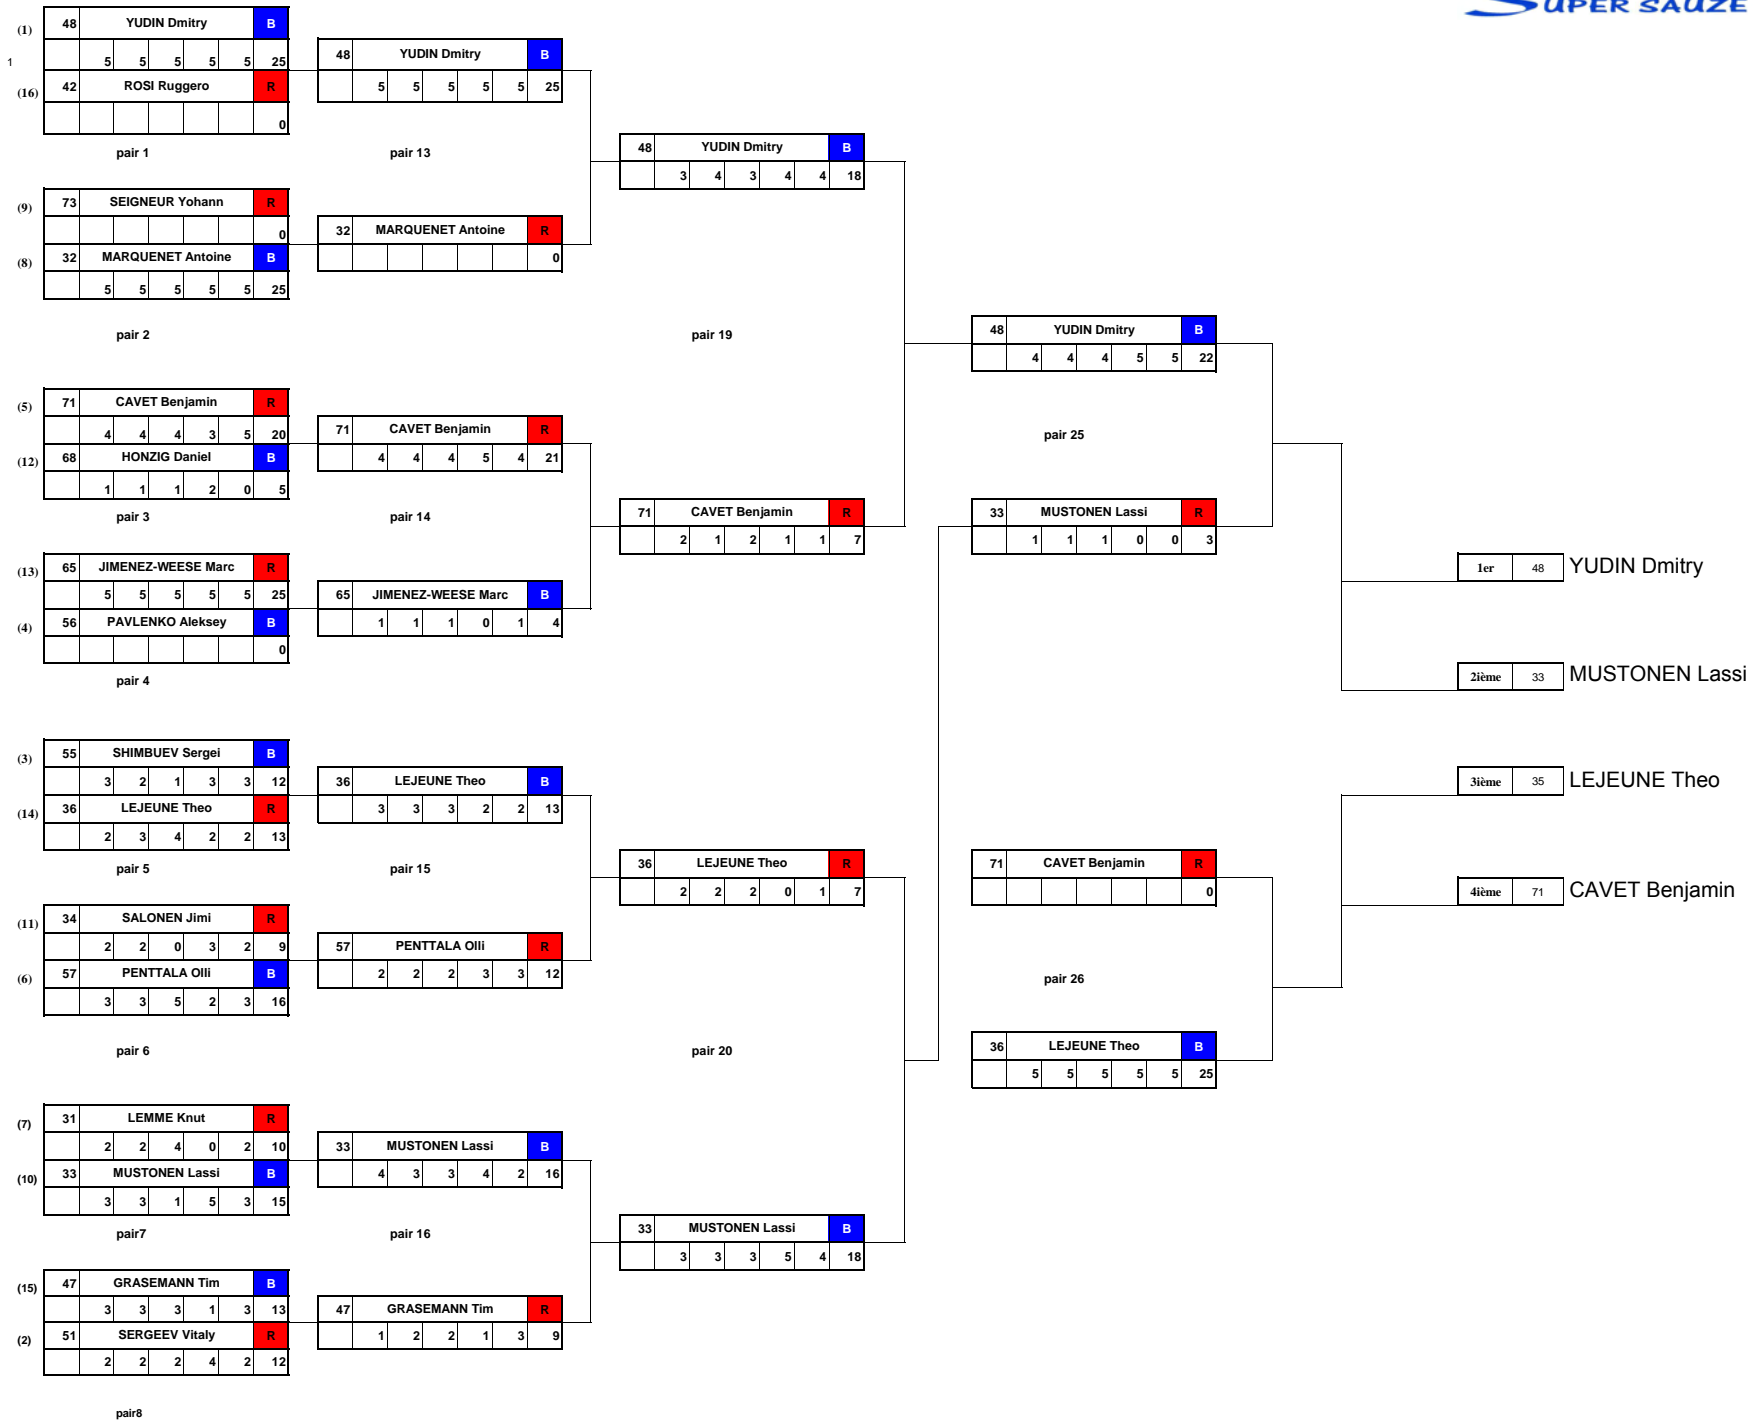 SUPER SAUZE
(1) 48 YUDIN Dmitry B
1 5 5 5 5 5 25
(16) 42 ROSI Ruggero R
0
pair 1
(9) 73 SEIGNEUR Yohann R
0
(8) 32 MARQUENET Antoine B
5 5 5 5 5 25
pair 2
(5) 71 CAVET Benjamin R
4 4 4 3 5 20
(12) 68 HONZIG Daniel B
1 1 1 2 0 5
pair 3
(13) 65 JIMENEZ-WEESE Marc R
5 5 5 5 5 25
(4) 56 PAVLENKO Aleksey B
0
pair 4
(3) 55 SHIMBUEV Sergei B
3 2 1 3 3 12
(14) 36 LEJEUNE Theo R
2 3 4 2 2 13
pair 5
(11) 34 SALONEN Jimi R
2 2 0 3 2 9
(6) 57 PENTTALA Olli B
3 3 5 2 3 16
pair 6
(7) 31 LEMME Knut R
2 2 4 0 2 10
(10) 33 MUSTONEN Lassi B
3 3 1 5 3 15
pair7
(15) 47 GRASEMANN Tim B
3 3 3 1 3 13
(2) 51 SERGEEV Vitaly R
2 2 2 4 2 12
pair8
48 YUDIN Dmitry B
5 5 5 5 5 25
pair 13
32 MARQUENET Antoine R
0
71 CAVET Benjamin R
4 4 4 5 4 21
pair 14
65 JIMENEZ-WEESE Marc B
1 1 1 0 1 4
36 LEJEUNE Theo B
3 3 3 2 2 13
pair 15
57 PENTTALA Olli R
2 2 2 3 3 12
33 MUSTONEN Lassi B
4 3 3 4 2 16
pair 16
47 GRASEMANN Tim R
1 2 2 1 3 9
48 YUDIN Dmitry B
3 4 3 4 4 18
pair 19
71 CAVET Benjamin R
2 1 2 1 1 7
36 LEJEUNE Theo R
2 2 2 0 1 7
pair 20
33 MUSTONEN Lassi B
3 3 3 5 4 18
48 YUDIN Dmitry B
4 4 4 5 5 22
pair 25
33 MUSTONEN Lassi R
1 1 1 0 0 3
71 CAVET Benjamin R
0
pair 26
36 LEJEUNE Theo B
5 5 5 5 5 25
1er 48 YUDIN Dmitry
2ième 33 MUSTONEN Lassi
3ième 35 LEJEUNE Theo
4ième 71 CAVET Benjamin